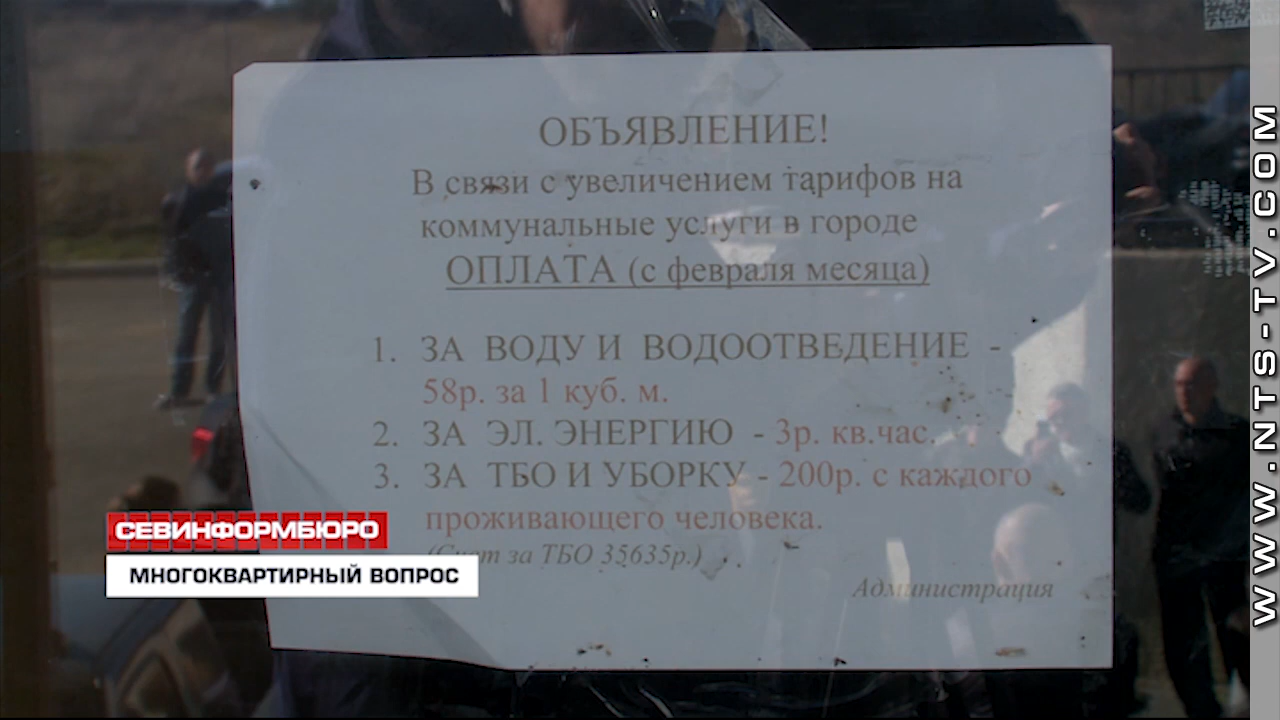 ОБЪЯВЛЕНИЕ!
В связи с увеличением тарифов на
коммунальные услуги в городе
ОПЛАТА (с февраля месяца)
1. ЗА ВОДУ И ВОДООТВЕДЕНИЕ -
58р. за 1 куб. м.
2. ЗА ЭЛ. ЭНЕРГИЮ - 3р. кв.час.
3. ЗА ТБО И УБОРКУ - 200р. с каждого
проживающего человека.
(Счет за ТБО 35635р.)
Администрация
СЕВИНФОРМБЮРО
МНОГОКВАРТИРНЫЙ ВОПРОС
WWW.NTS-TV.COM